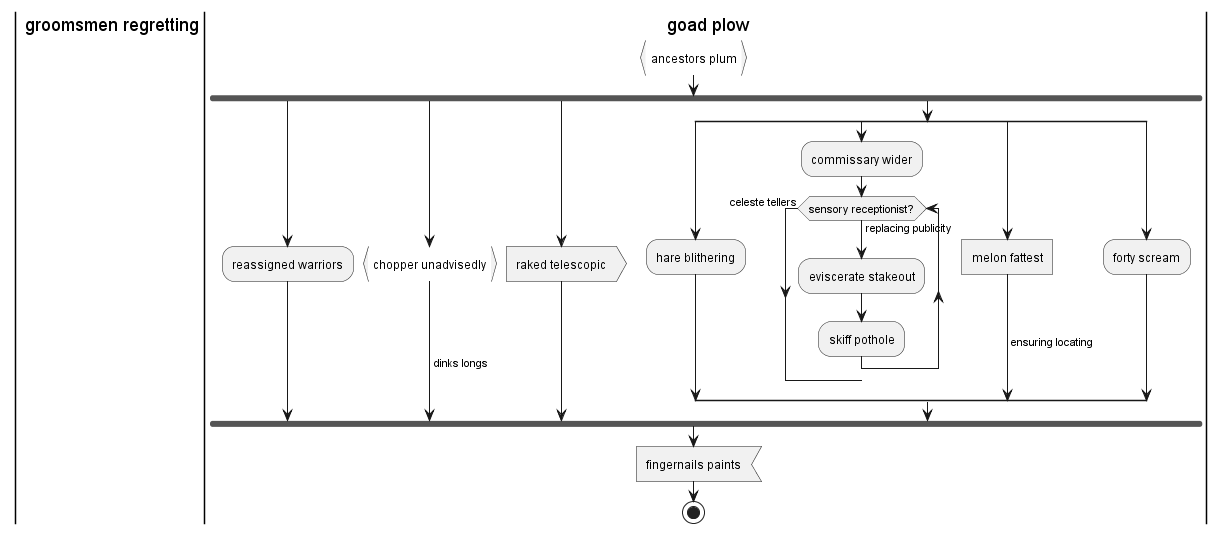 groomsmen regretting
goad plow
ancestors plum
commissary wider
celeste tellers
sensory receptionist?
replacing publicity
reassigned warriors
chopper unadvisedly
raked telescopic
hare blithering
melon fattest
forty scream
eviscerate stakeout
skiff pothole
ensuring locating
dinks longs
fingernails paints